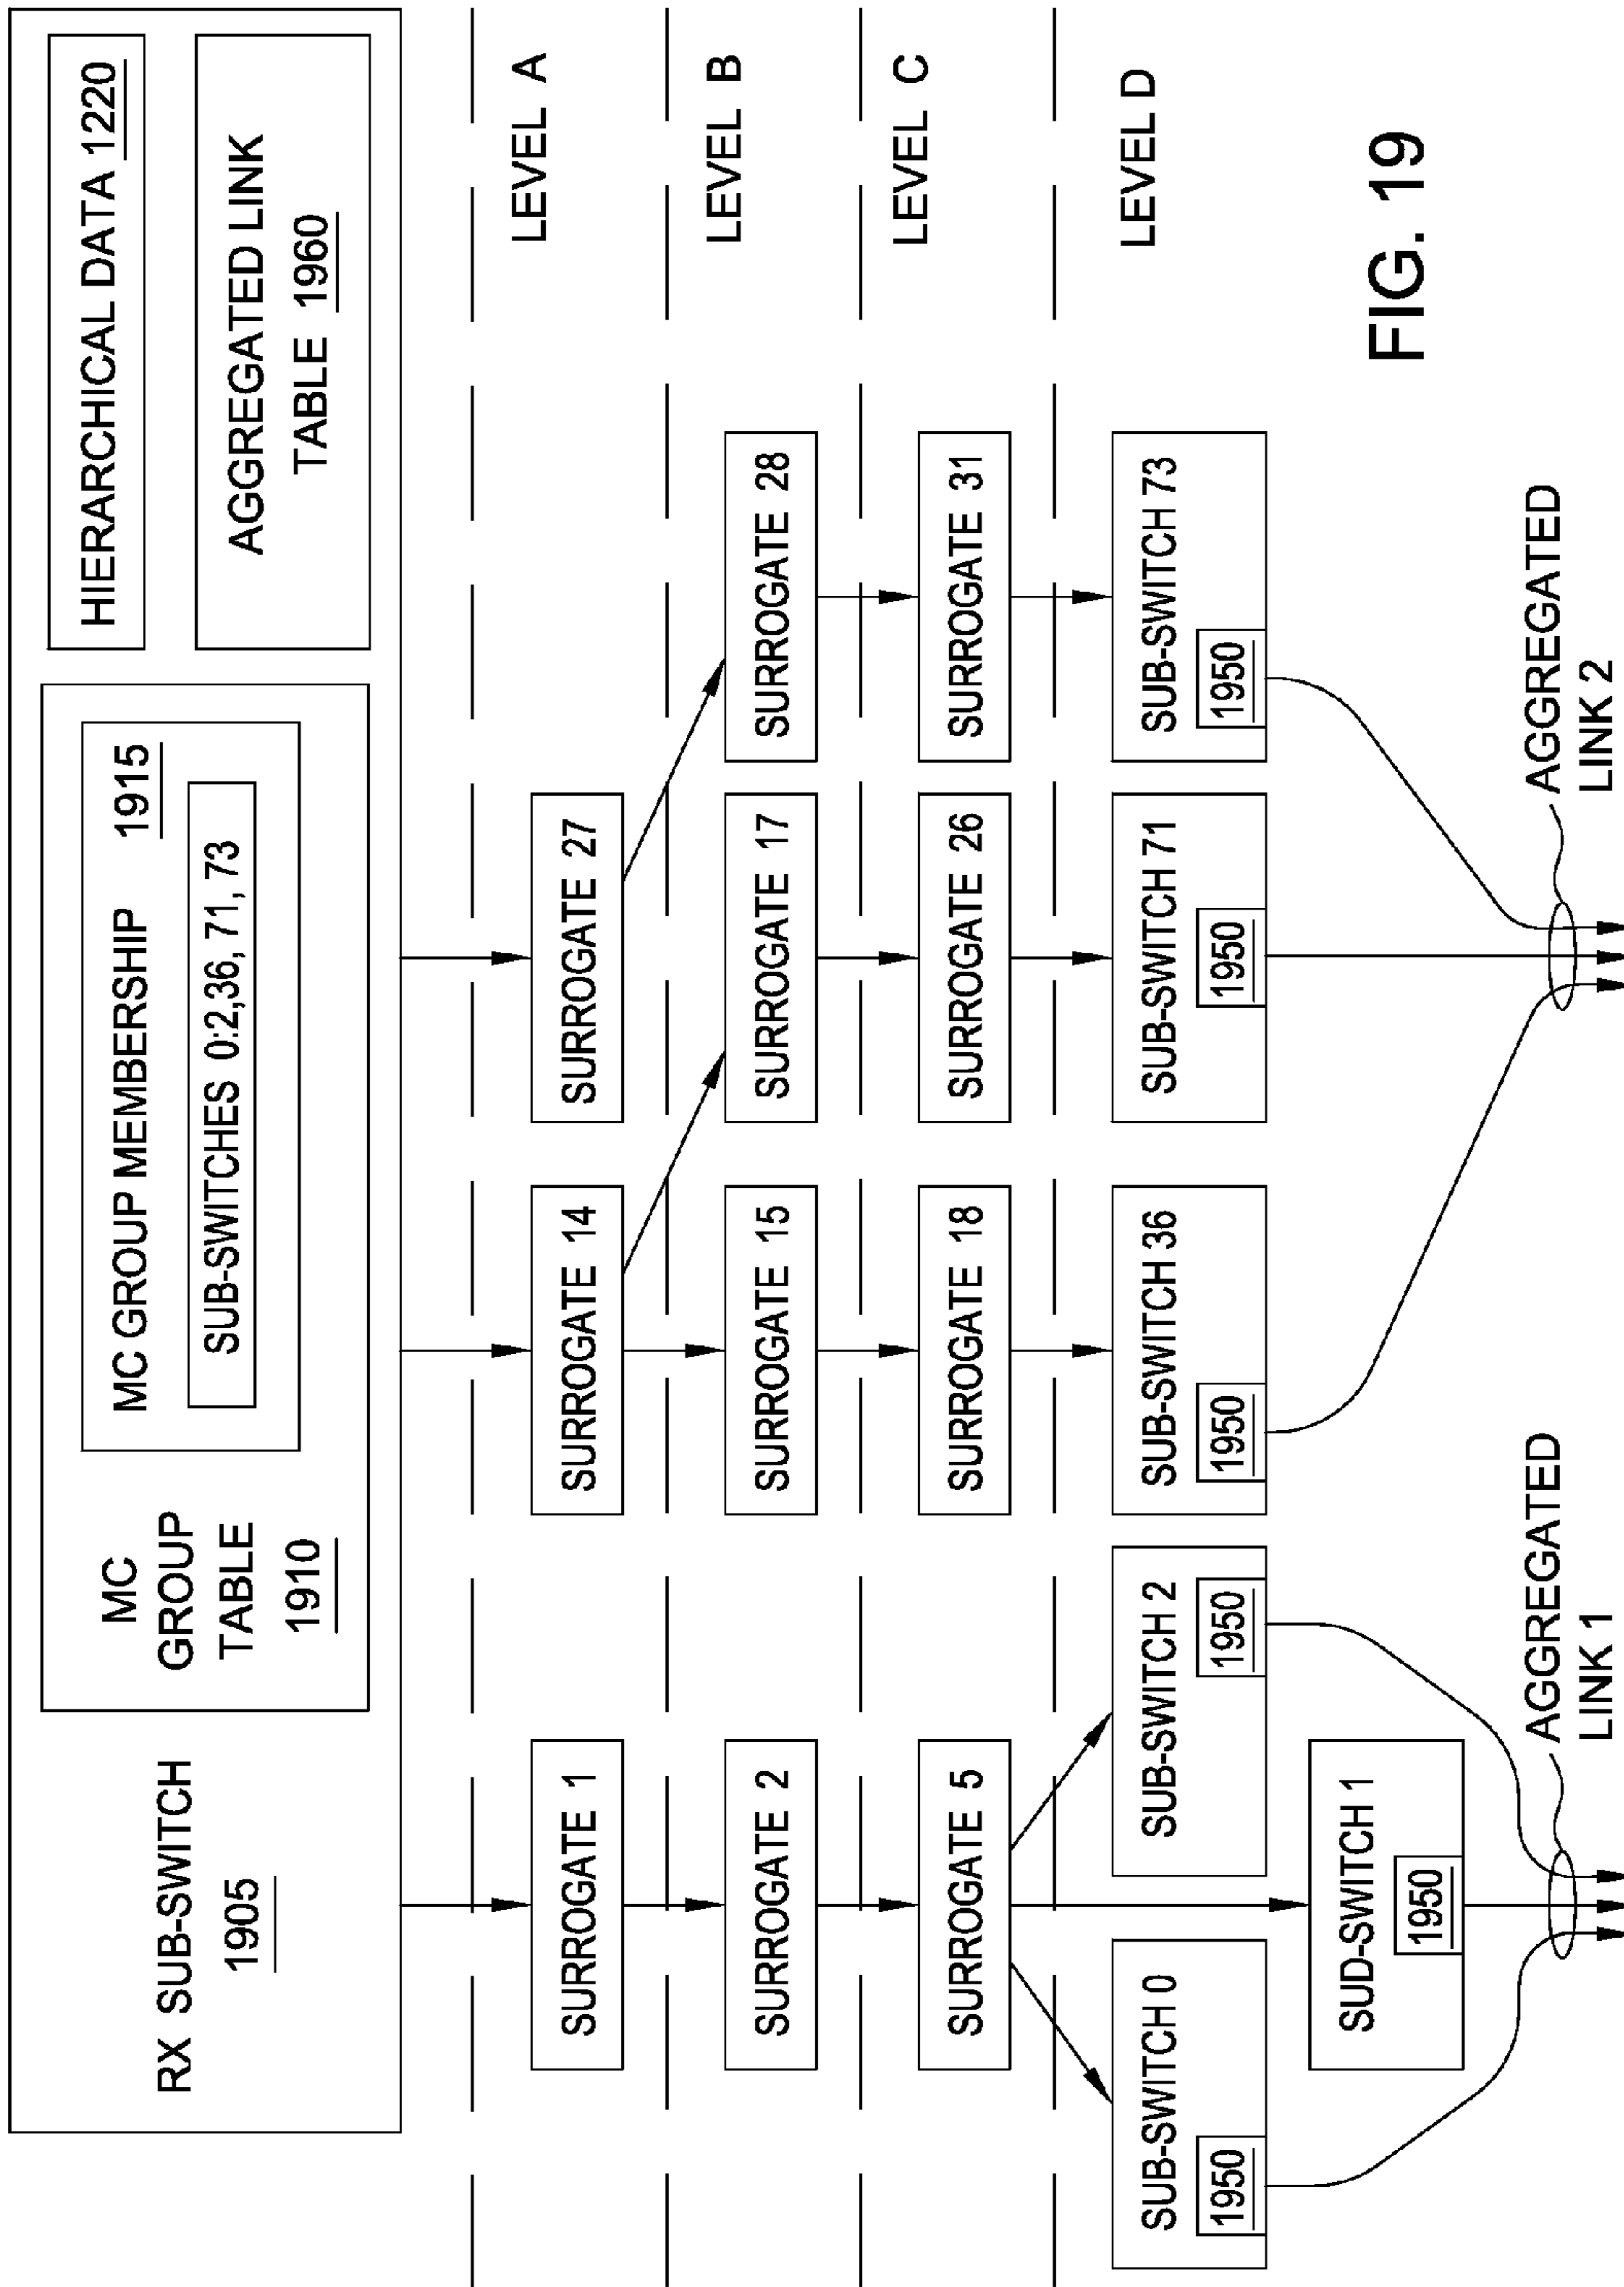 RX SUB-SWITCH
1905
MC
GROUP
TABLE
1910
MC GROUP MEMBERSHIP 1915
SUB-SWITCHES 0:2,36, 71, 73
HIERARCHICAL DATA 1220
AGGREGATED LINK
TABLE 1960
LEVEL A
SURROGATE 1
SURROGATE 14
SURROGATE 27
LEVEL B
SURROGATE 2
SURROGATE 15
SURROGATE 17
SURROGATE 28
LEVEL C
SURROGATE 5
SURROGATE 18
SURROGATE 26
SURROGATE 31
LEVEL D
SUB-SWITCH 0
1950
SUB-SWITCH 2
1950
SUB-SWITCH 36
1950
SUB-SWITCH 71
1950
SUB-SWITCH 73
1950
SUD-SWITCH 1
1950
AGGREGATED
LINK 1
AGGREGATED
LINK 2
FIG. 19